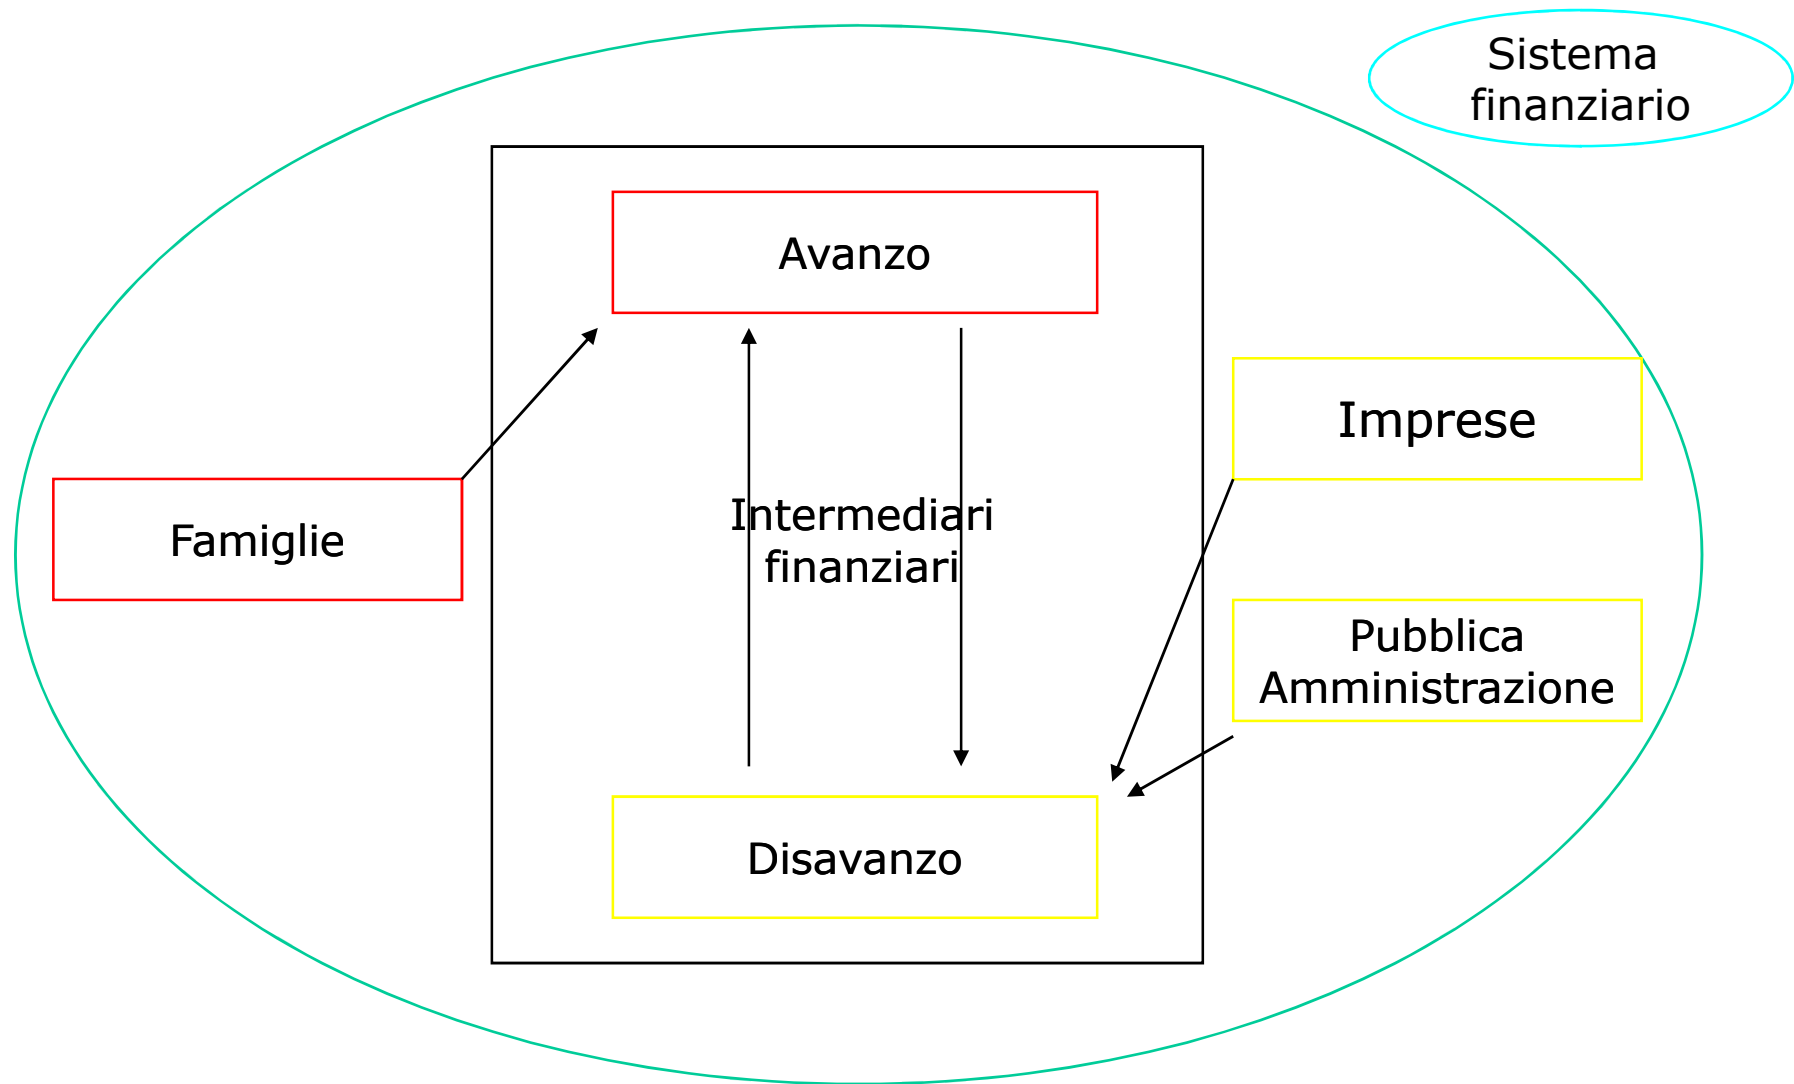 Sistema
finanziario
Avanzo
Imprese
Famiglie
Intermediari
finanziari
Pubblica
Amministrazione
Disavanzo